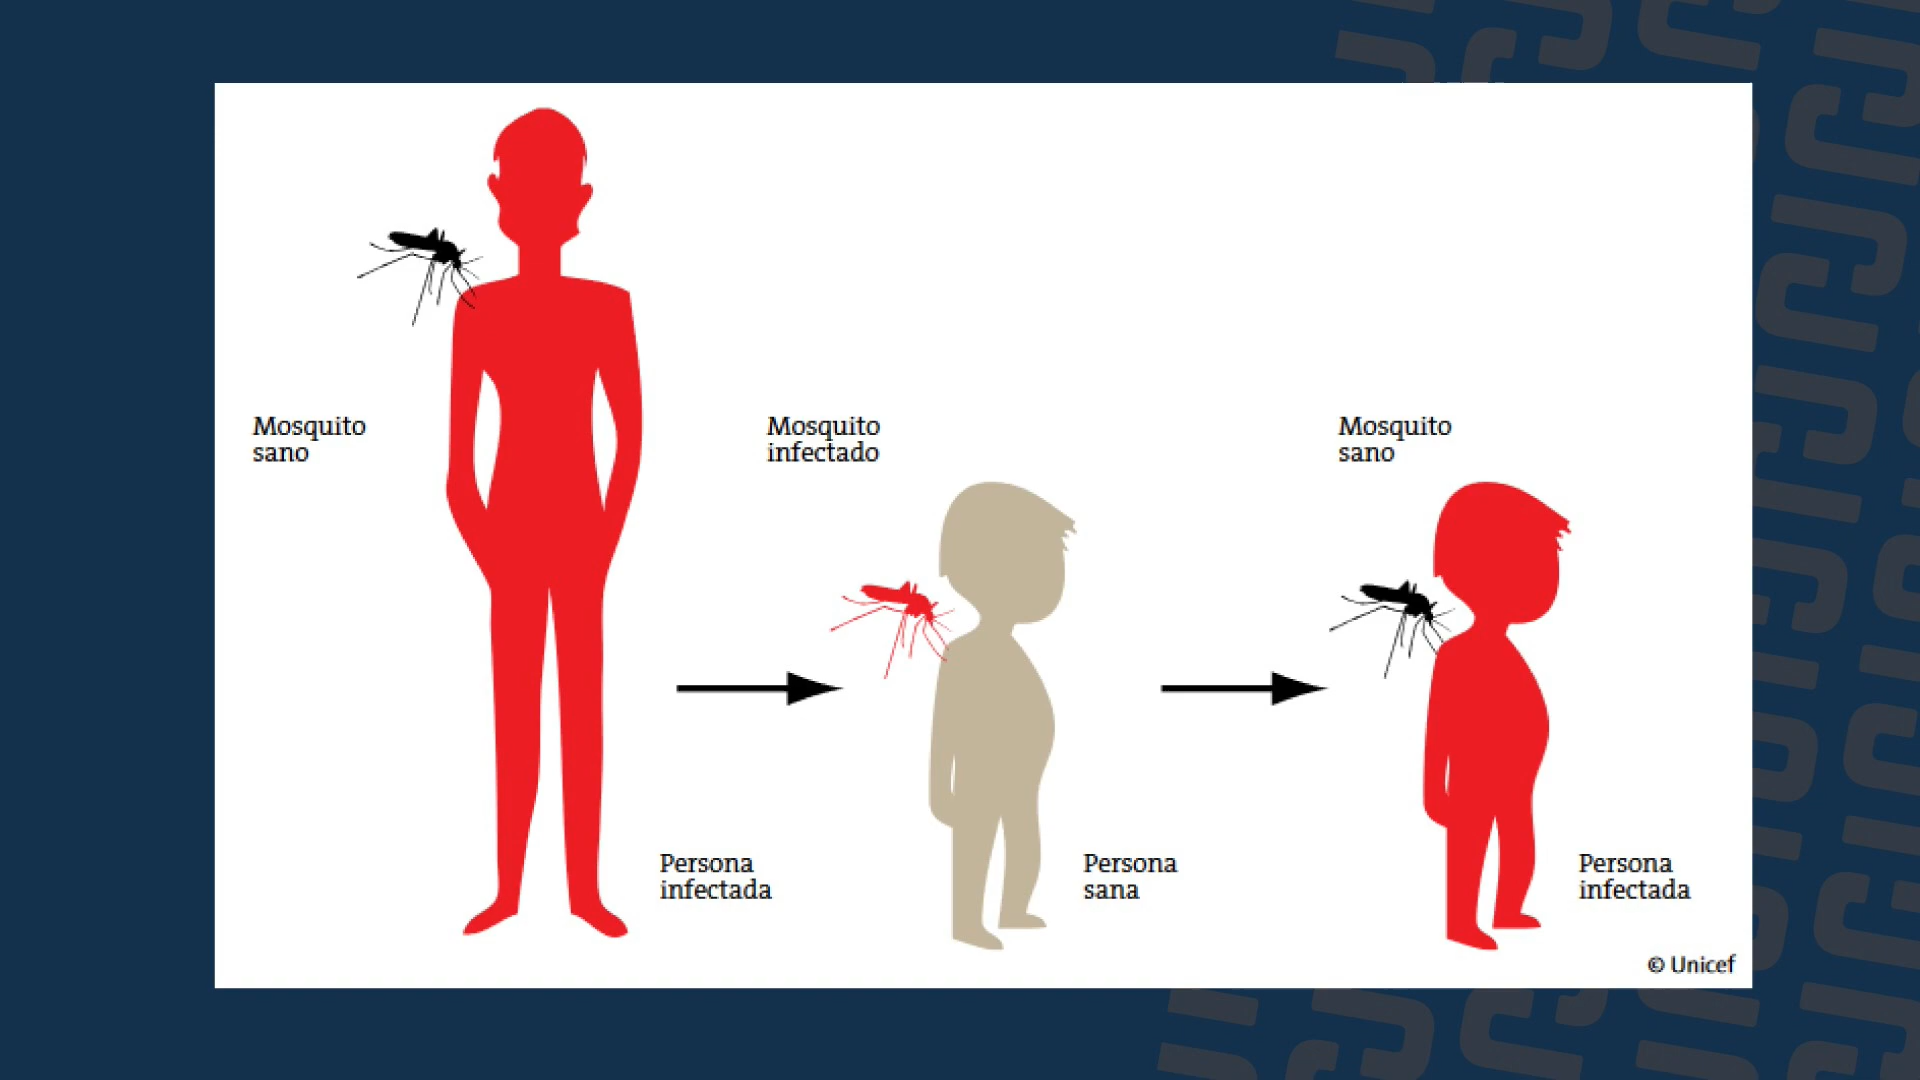 Mosquito
sano
Mosquito
infectado
Mosquito
sano
Persona
infectada
Persona
sana
Persona
infectada
© Unicef